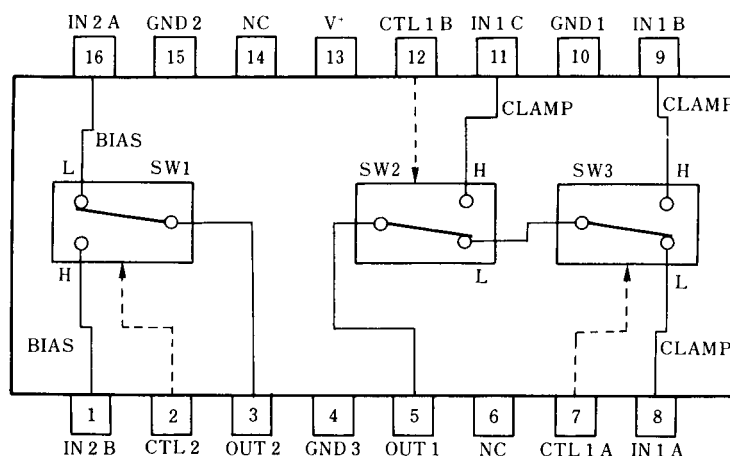 IN 2 A GND 2 NC V⁺ CTL 1 B IN 1 C GND 1 IN 1 B
16 15 14 13 12 11 10 9
CLAMP CLAMP
BIAS
L SW1 SW2 H SW3 H
H L L
BIAS CLAMP
1 2 3 4 5 6 7 8
IN 2 B CTL 2 OUT 2 GND 3 OUT 1 NC CTL 1 A IN 1 A